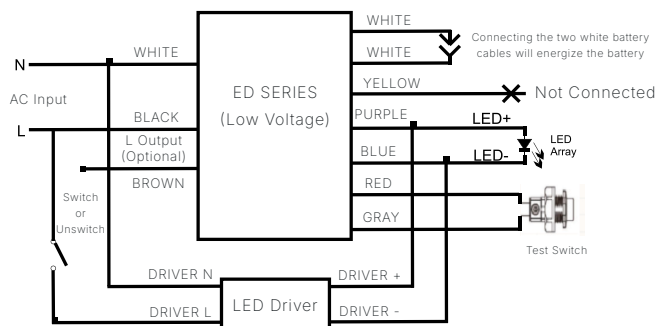 WHITE
Connecting the two white battery
cables will energize the battery
WHITE
WHITE
N
YELLOW
Not Connected
AC Input
ED SERIES
(Low Voltage)
BLACK
PURPLE
LED+
L
L Output
(Optional)
LED
Array
BLUE
LED-
BROWN
RED
Switch
or
Unswitch
GRAY
Test Switch
DRIVER N
DRIVER +
LED Driver
DRIVER L
DRIVER -